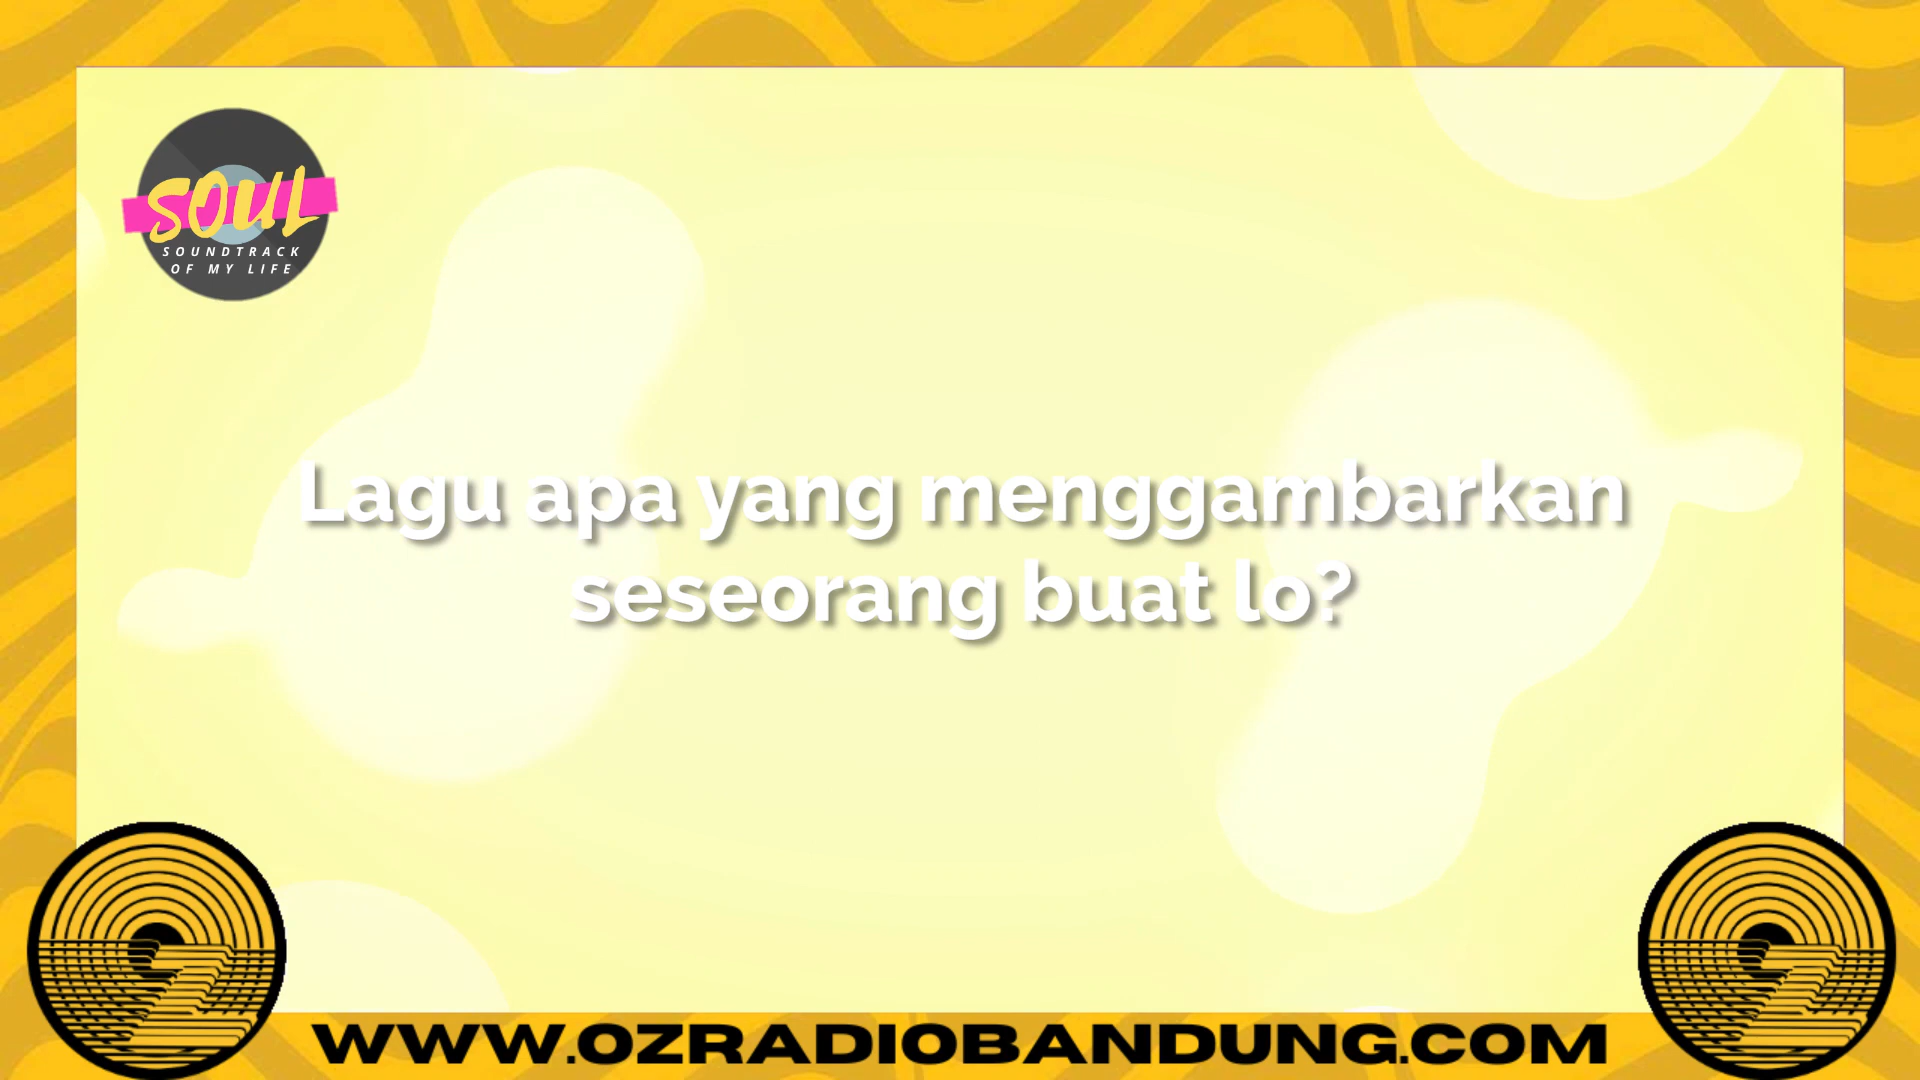 SOUL
SOUNDTRACK
OF MY LIFE
Lagu apa yang menggambarkan
seseorang buat lo?
WWW.OZRADIOBANDUNG.COM